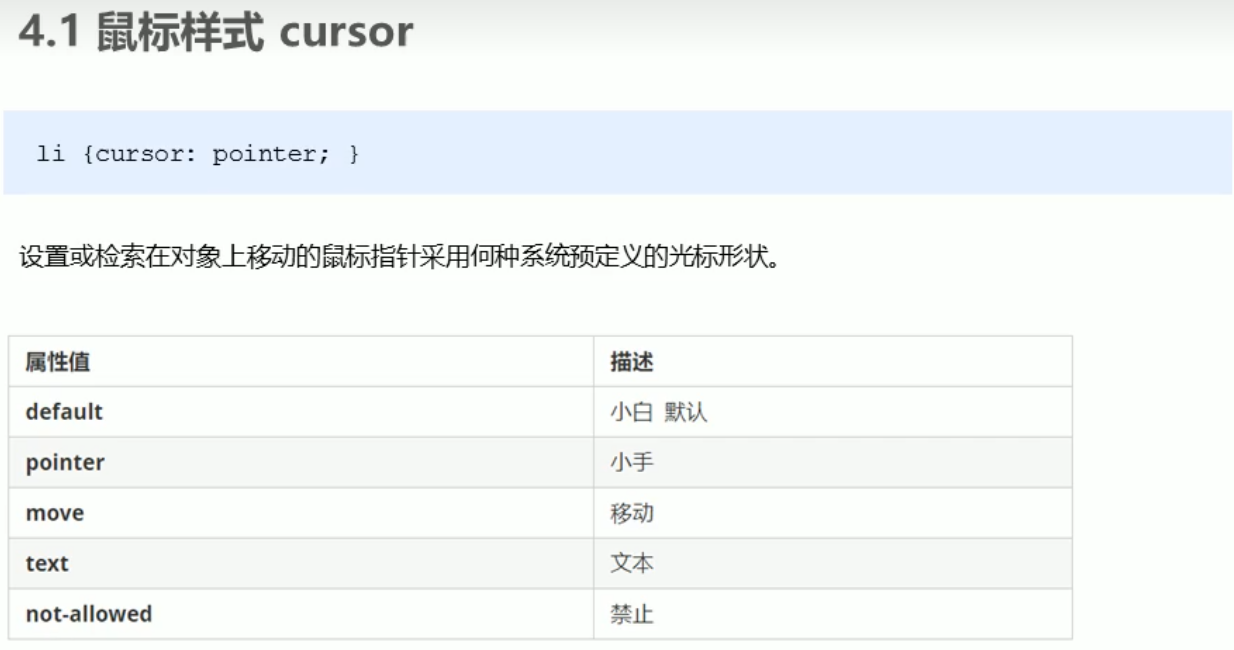 4.1 鼠标样式 cursor
li {cursor: pointer; }
设置或检索在对象上移动的鼠标指针采用何种系统预定义的光标形状。
属性值 描述
default 小白 默认
pointer 小手
move 移动
text 文本
not-allowed 禁止